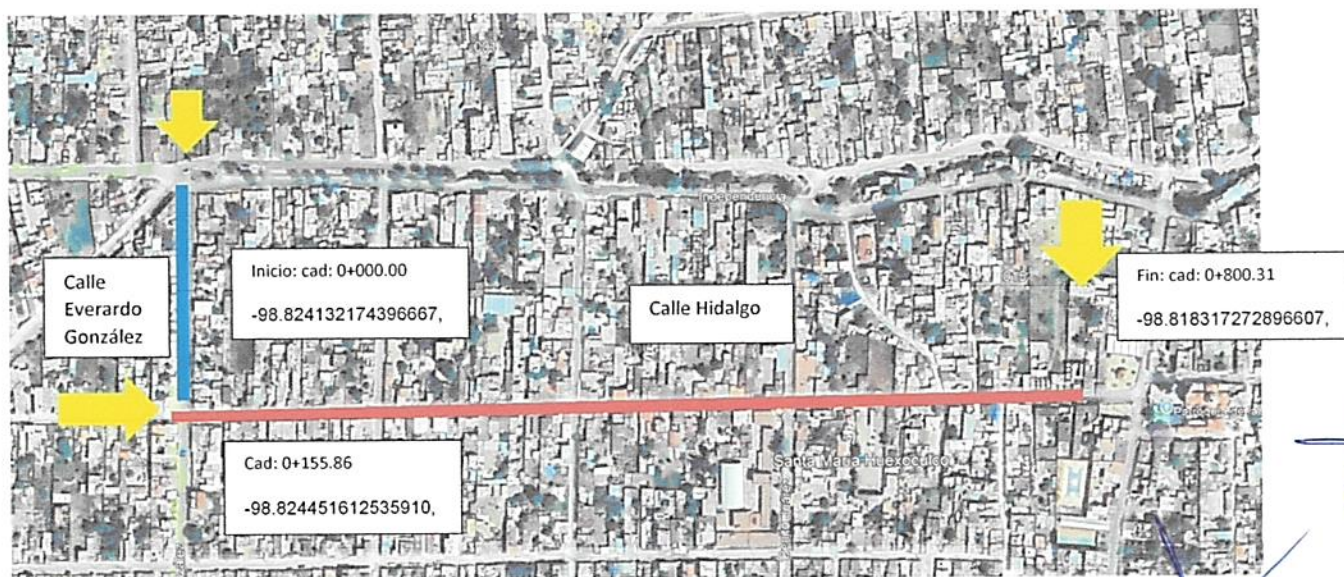 Independencia
Calle
Everardo
González
Inicio: cad: 0+000.00
-98.824132174396667,
Calle Hidalgo
Fin: cad: 0+800.31
-98.818317272896607,
Cad: 0+155.86
-98.824451612535910,
Santa María Huexoculco